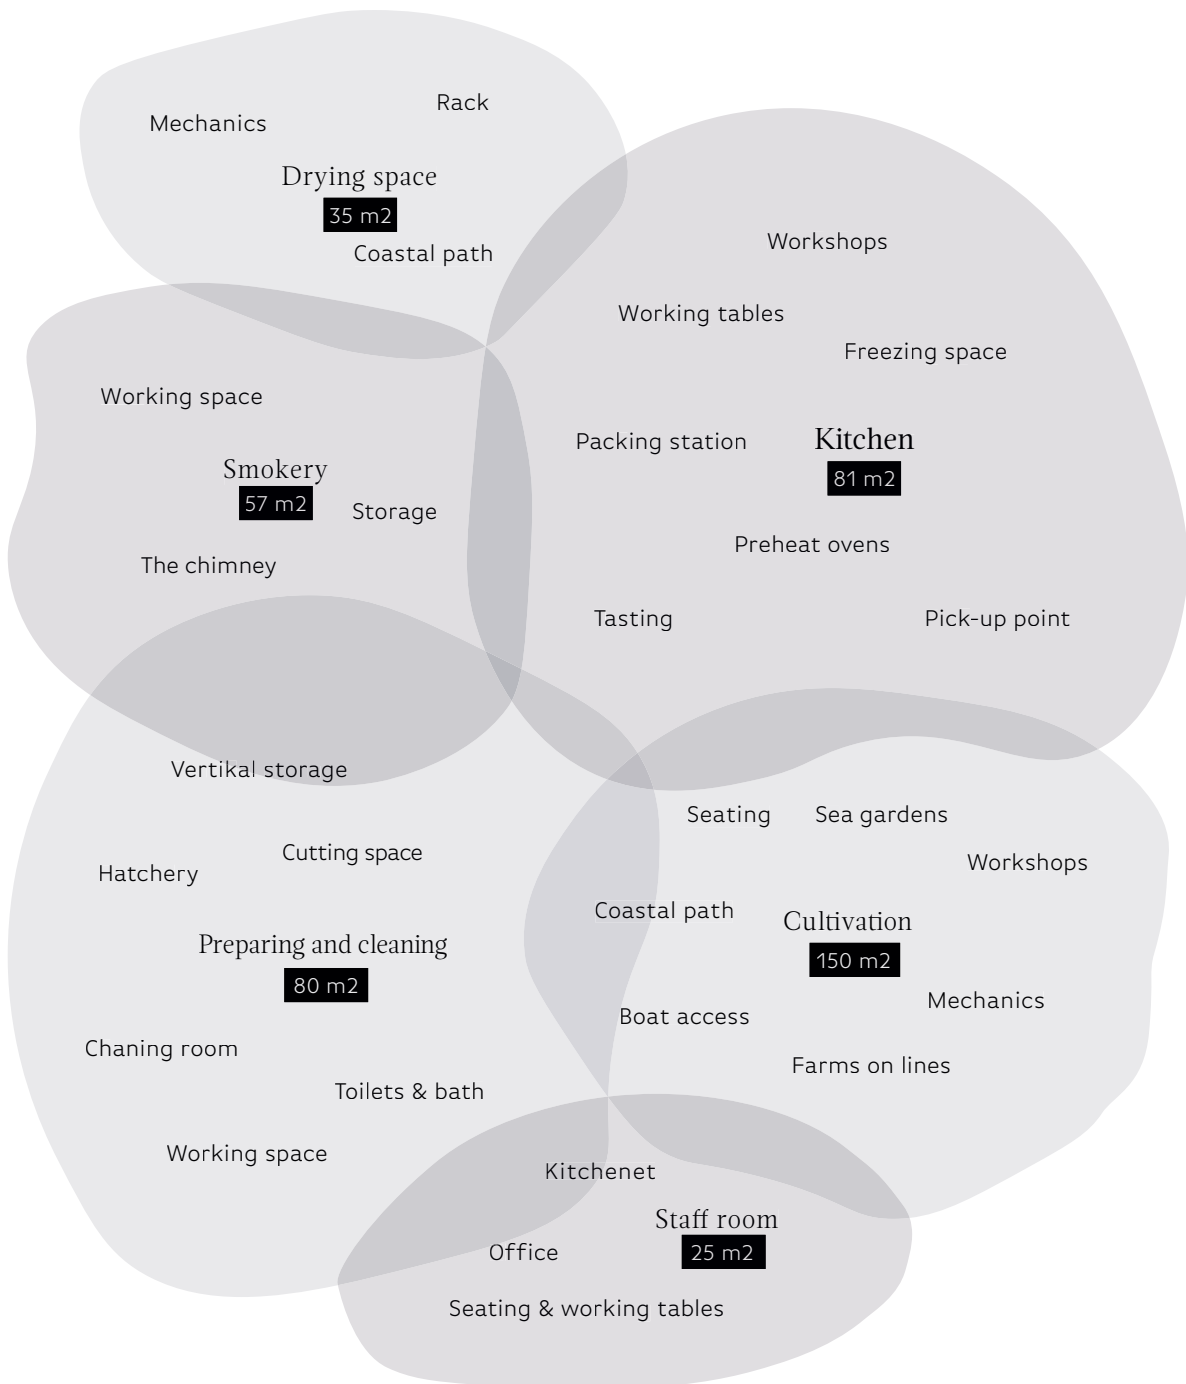 Rack
Mechanics
Drying space
35 m2
Coastal path
Workshops
Working tables
Freezing space
Packing station
Kitchen
81 m2
Preheat ovens
Tasting
Pick-up point
Working space
Smokery
57 m2
Storage
The chimney
Vertikal storage
Cutting space
Hatchery
Preparing and cleaning
80 m2
Chaning room
Toilets & bath
Working space
Seating
Sea gardens
Workshops
Coastal path
Cultivation
150 m2
Mechanics
Boat access
Farms on lines
Kitchenet
Staff room
25 m2
Office
Seating & working tables